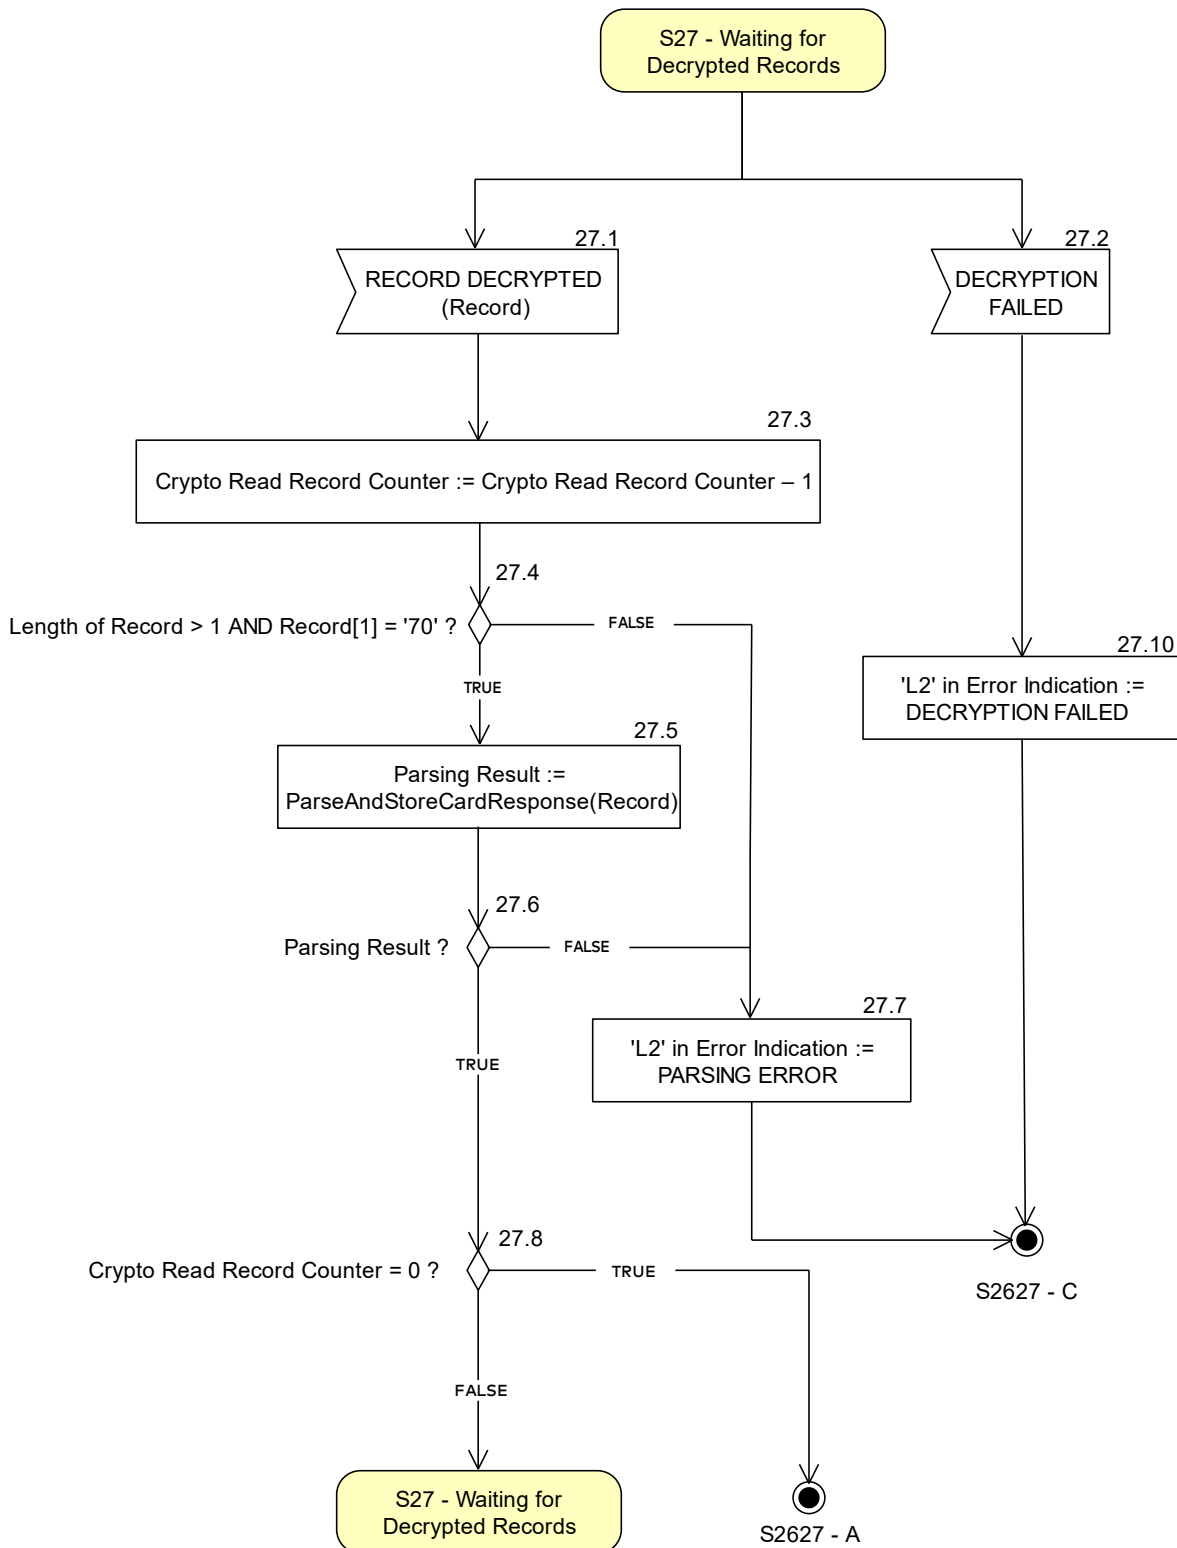 S27 - Waiting for
Decrypted Records
27.1
RECORD DECRYPTED
(Record)
27.2
DECRYPTION
FAILED
27.3
Crypto Read Record Counter := Crypto Read Record Counter – 1
27.4
Length of Record > 1 AND Record[1] = '70' ?
FALSE
TRUE
27.10
'L2' in Error Indication :=
DECRYPTION FAILED
27.5
Parsing Result :=
ParseAndStoreCardResponse(Record)
27.6
Parsing Result ?
FALSE
TRUE
27.7
'L2' in Error Indication :=
PARSING ERROR
27.8
Crypto Read Record Counter = 0 ?
TRUE
S2627 - C
FALSE
S27 - Waiting for
Decrypted Records
S2627 - A